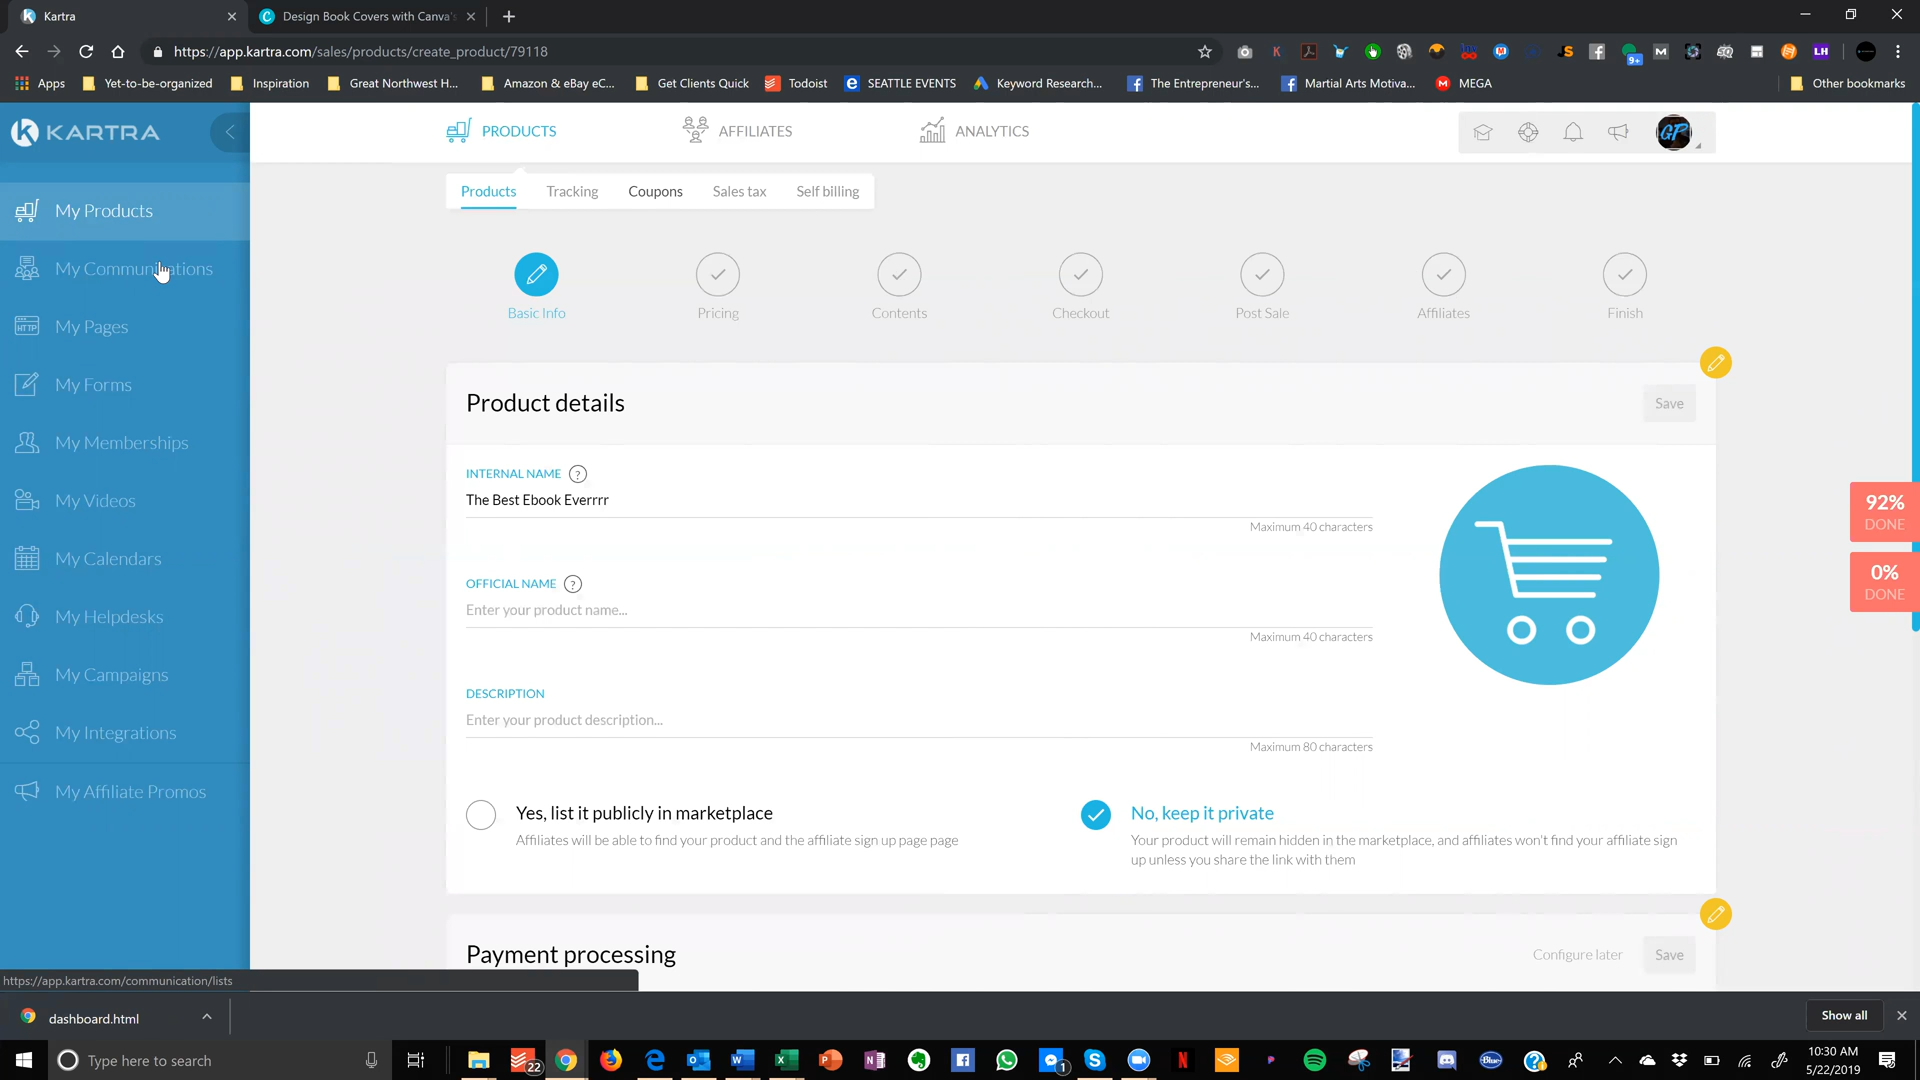 Kartra
Design Book Covers with Canva's
https://app.kartra.com/sales/products/create_product/79118
Apps
Yet-to-be-organized
Inspiration
Great Northwest H...
Amazon & eBay eC...
Get Clients Quick
Todoist
SEATTLE EVENTS
Keyword Research...
The Entrepreneur's...
Martial Arts Motiva...
MEGA
Other bookmarks
KARTRA
PRODUCTS
AFFILIATES
ANALYTICS
GP
Products
Tracking
Coupons
Sales tax
Self billing
My Products
My Communications
My Pages
My Forms
My Memberships
My Videos
My Calendars
My Helpdesks
My Campaigns
My Integrations
My Affiliate Promos
Basic Info
Pricing
Contents
Checkout
Post Sale
Affiliates
Finish
Product details
Save
INTERNAL NAME ?
The Best Ebook Everrrr
Maximum 40 characters
OFFICIAL NAME ?
Enter your product name...
Maximum 40 characters
DESCRIPTION
Enter your product description...
Maximum 80 characters
92%
DONE
0%
DONE
Yes, list it publicly in marketplace
Affiliates will be able to find your product and the affiliate sign up page page
No, keep it private
Your product will remain hidden in the marketplace, and affiliates won't find your affiliate sign
up unless you share the link with them
Payment processing
Configure later
Save
https://app.kartra.com/communication/lists
dashboard.html
Show all
Type here to search
22
1
10:30 AM
5/22/2019